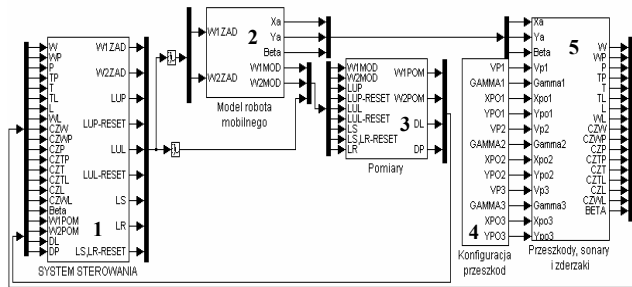 W
WP
P
TP
T
TL
L
WL
CZW
CZWP
CZP
CZTP
CZT
CZTL
CZL
CZWL
Beta
W1POM
W2POM
DL
DP
W1ZAD
W2ZAD
LUP
LUP-RESET
LUL
LUL-RESET
LS
LR
LS,LR-RESET
1
SYSTEM STEROWANIA
W1ZAD
W2ZAD
2
Xa
Ya
Beta
W1MOD
W2MOD
Model robota
mobilnego
W1MOD
W2MOD
LUP
LUP-RESET
LUL
LUL-RESET
LS
LS,LR-RESET
LR
W1POM
W2POM
DL
DP
3
Pomiary
VP1
GAMMA1
XPO1
YPO1
VP2
GAMMA2
XPO2
YPO2
VP3
GAMMA3
XPO3
YPO3
4
Konfiguracja
przeszkod
Xa
Ya
Beta
Vp1
Gamma1
Xpo1
Ypo1
Vp2
Gamma2
Xpo2
Ypo2
Vp3
Gamma3
Xpo3
Ypo3
5
W
WP
P
TP
T
TL
L
WL
CZW
CZWP
CZP
CZTP
CZT
CZTL
CZL
CZWL
BETA
Przeszkody, sonary
i zderzaki